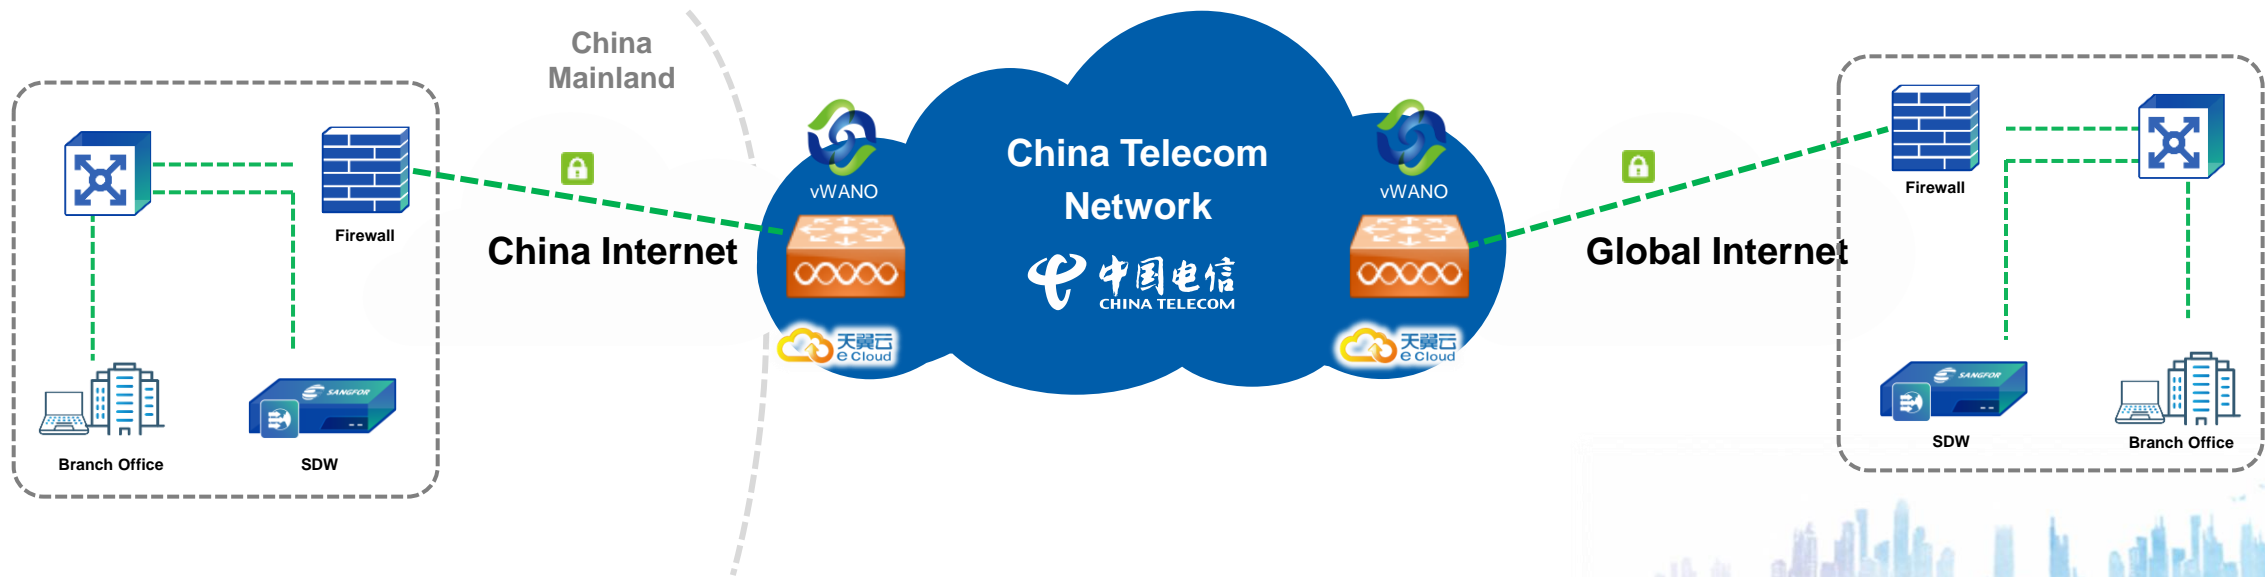 China
Mainland
Firewall
Branch Office
SANGFOR
SDW
China Internet
vWANO
天翼云
e Cloud
China Telecom
Network
中国电信
CHINA TELECOM
vWANO
天翼云
e Cloud
Global Internet
Firewall
SANGFOR
SDW
Branch Office